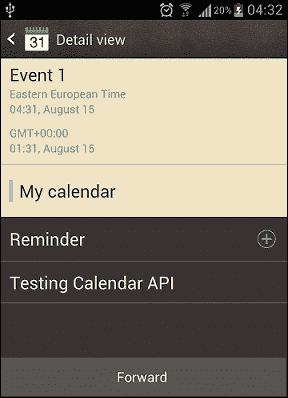 20% 04:32
31 Detail view
Event 1
Eastern European Time
04:31, August 15
GMT+00:00
01:31, August 15
My calendar
Reminder
Testing Calendar API
Forward